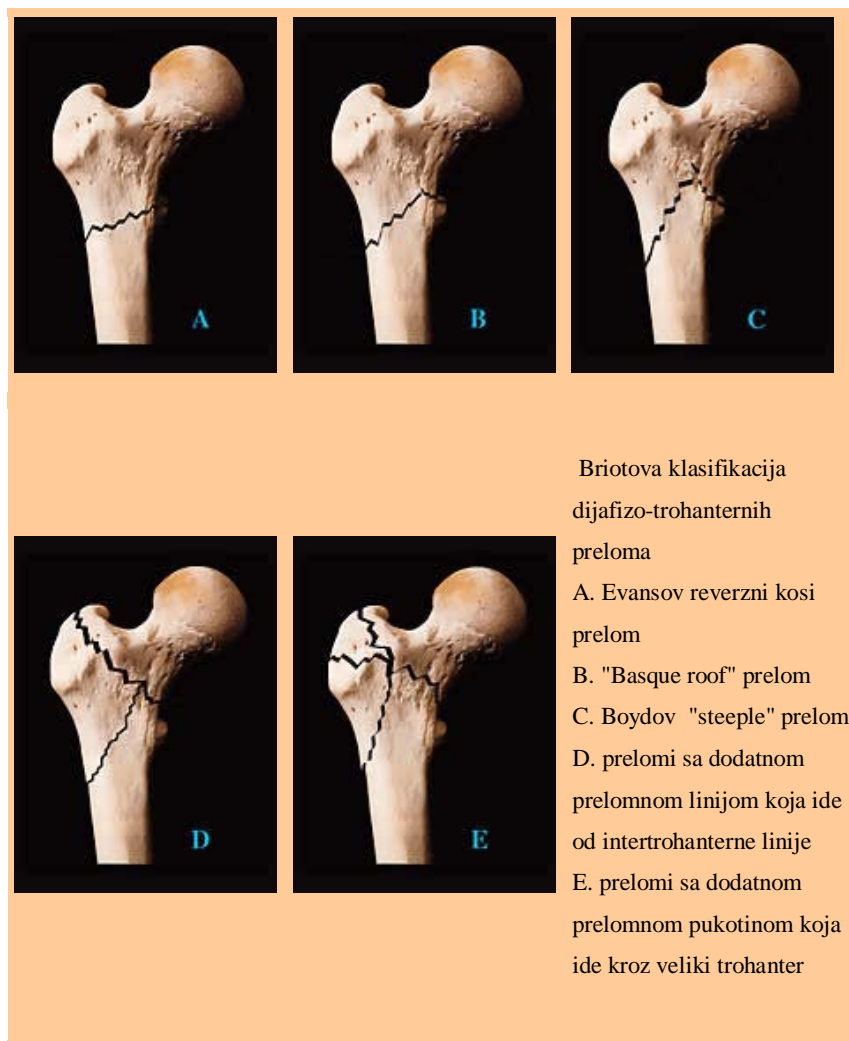 A
B
C
D
E
Briotova klasifikacija
dijafizo-trohanternih
preloma
A. Evansov reverzni kosi
prelom
B. "Basque roof" prelom
C. Boydov "steeple" prelom
D. prelomi sa dodatnom
prelomnom linijom koja ide
od intertrohanterne linije
E. prelomi sa dodatnom
prelomnom pukotinom koja
ide kroz veliki trohanter